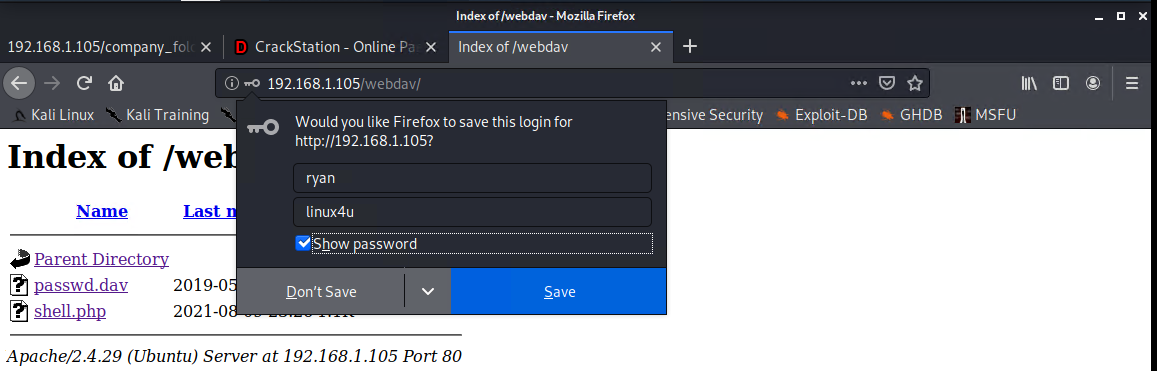 Index of /webdav - Mozilla Firefox
192.168.1.105/company_fol
CrackStation - Online Pa
Index of /webdav
192.168.1.105/webdav/
Kali Linux Kali Training ensive Security Exploit-DB GHDB MSFU
Would you like Firefox to save this login for
http://192.168.1.105?
ryan
linux4u
Show password
Don't Save
Save
Index of /web
Name Last m
Parent Directory
passwd.dav 2019-05
shell.php 2021-08
Apache/2.4.29 (Ubuntu) Server at 192.168.1.105 Port 80